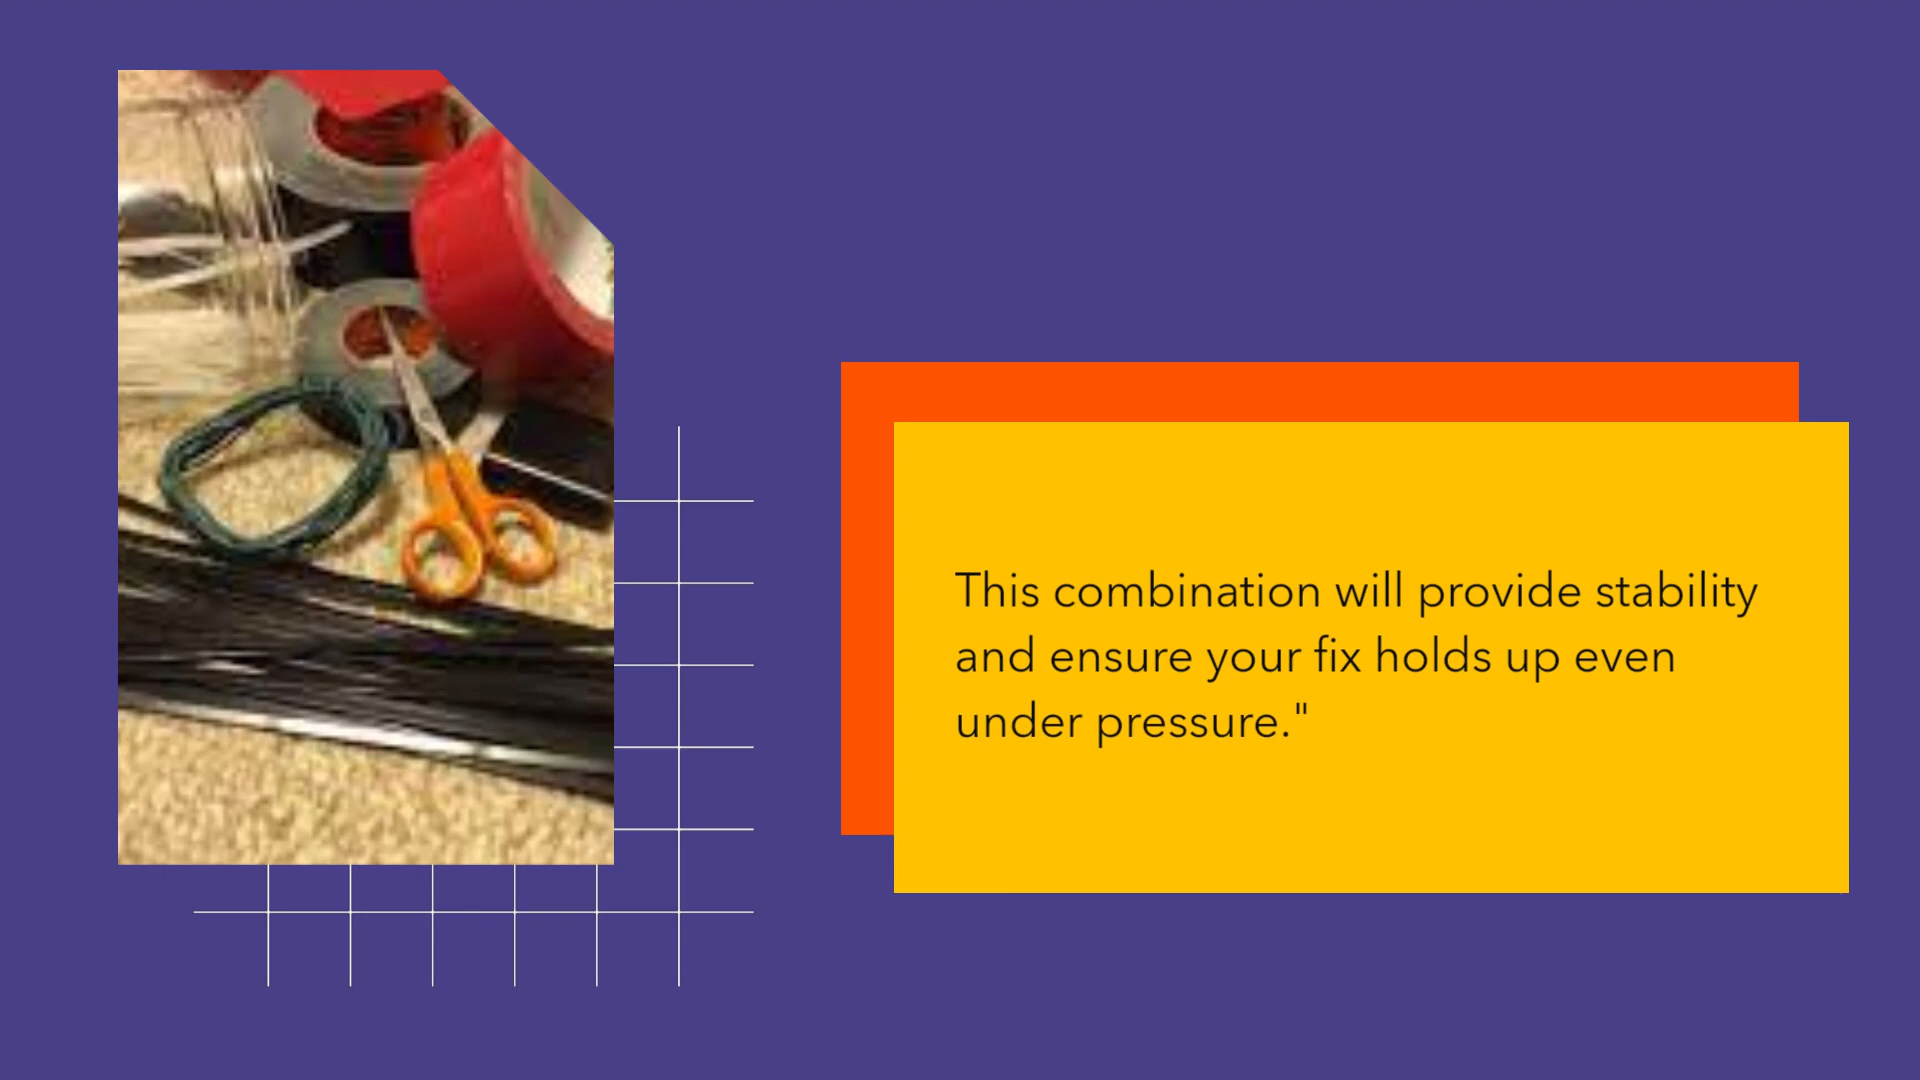 This combination will provide stability
and ensure your fix holds up even
under pressure."